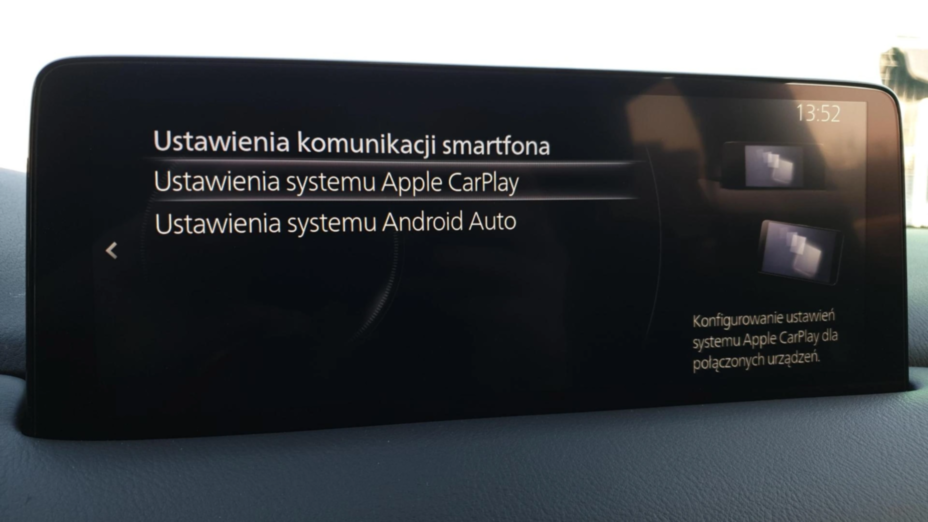 13:52
Ustawienia komunikacji smartfona
Ustawienia systemu Apple CarPlay
Ustawienia systemu Android Auto
Konfigurowanie ustawień
systemu Apple CarPlay dla
połączonych urządzeń.